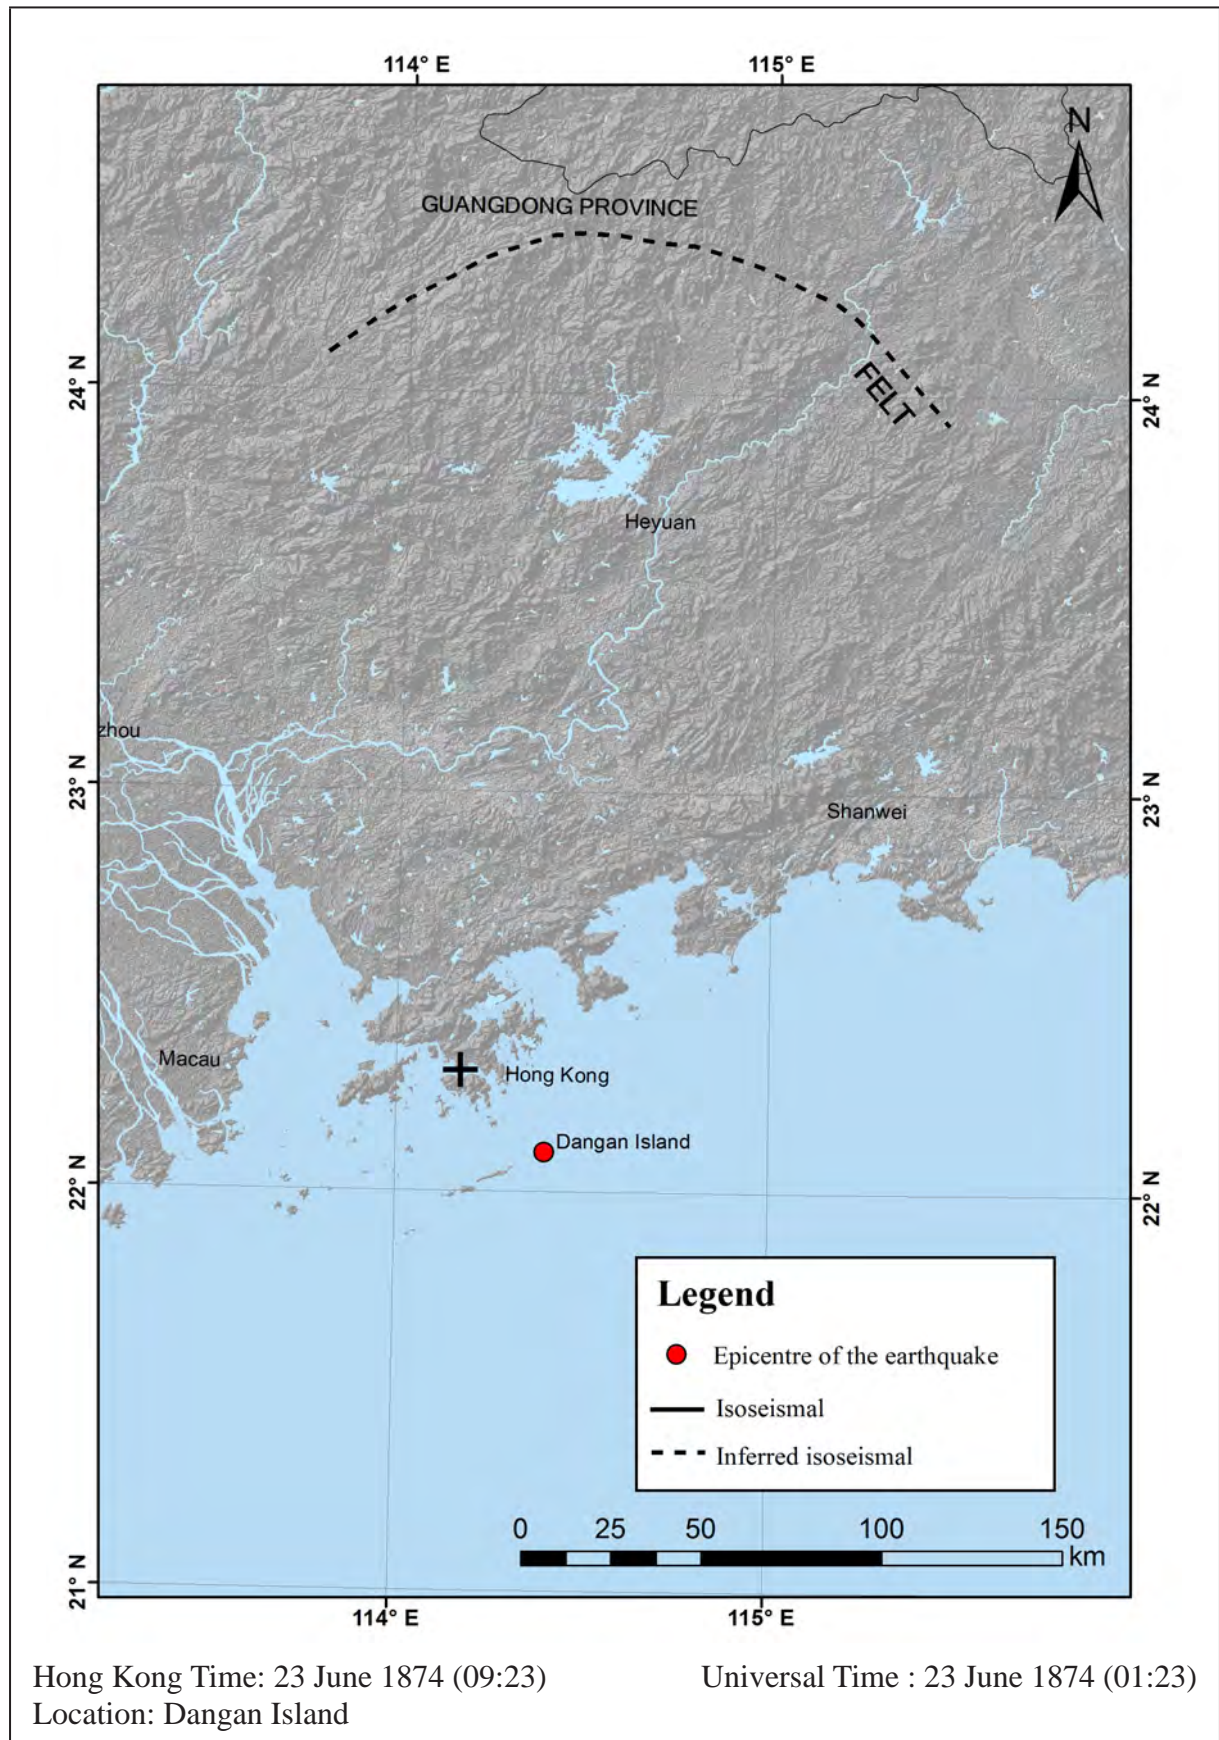 114° E 115° E
N
GUANGDONG PROVINCE
24° N
FELT
24° N
Heyuan
zhou
23° N
Shanwei
23° N
Macau
Hong Kong
Dangan Island
22° N
22° N
Legend
Epicentre of the earthquake
Isoseismal
Inferred isoseismal
0 25 50 100 150
km
21° N
114° E 115° E
Hong Kong Time: 23 June 1874 (09:23) Universal Time : 23 June 1874 (01:23)
Location: Dangan Island